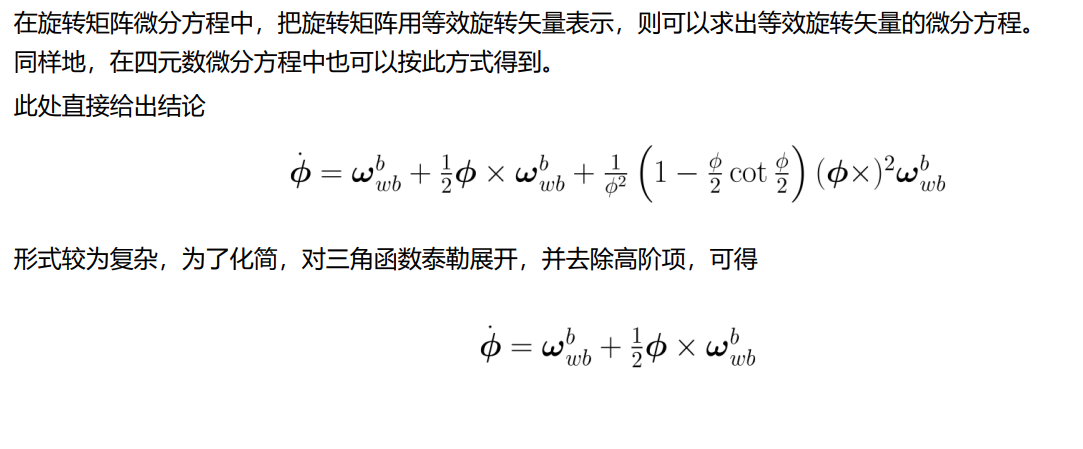 在旋转矩阵微分方程中，把旋转矩阵用等效旋转矢量表示，则可以求出等效旋转矢量的微分方程。
同样地，在四元数微分方程中也可以按此方式得到。
此处直接给出结论
$\dot{\boldsymbol{\phi}} = \boldsymbol{\omega}_{wb}^{b} + \frac{1}{2}\boldsymbol{\phi} \times \boldsymbol{\omega}_{wb}^{b} + \frac{1}{\phi^2}\left(1 - \frac{\phi}{2}\cot\frac{\phi}{2}\right)(\boldsymbol{\phi}\times)^2\boldsymbol{\omega}_{wb}^{b}$
形式较为复杂，为了化简，对三角函数泰勒展开，并去除高阶项，可得
$\dot{\boldsymbol{\phi}} = \boldsymbol{\omega}_{wb}^{b} + \frac{1}{2}\boldsymbol{\phi} \times \boldsymbol{\omega}_{wb}^{b}$